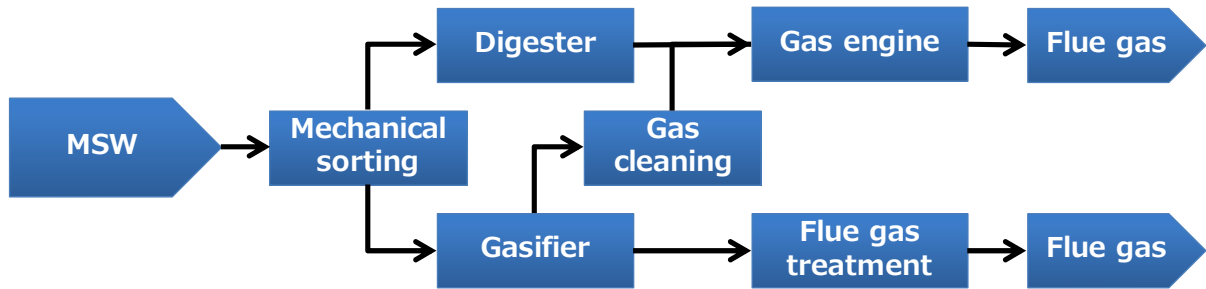 Digester
Gas engine
Flue gas
MSW
Mechanical
sorting
Gas
cleaning
Gasifier
Flue gas
treatment
Flue gas